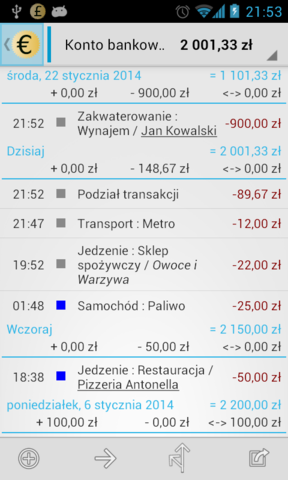 21:53
Konto bankow.. 2 001,33 zł
środa, 22 stycznia 2014 = 1 101,33 zł
+ 0,00 zł - 900,00 zł <-> 0,00 zł
21:52 Zakwaterowanie : -900,00 zł
Wynajem / Jan Kowalski
Dzisiaj = 2 001,33 zł
+ 0,00 zł - 148,67 zł <-> 0,00 zł
21:52 Podział transakcji -89,67 zł
21:47 Transport : Metro -12,00 zł
19:52 Jedzenie : Sklep -22,00 zł
spożywczy / Owoce i
Warzywa
01:48 Samochód : Paliwo -25,00 zł
Wczoraj = 2 150,00 zł
+ 0,00 zł - 50,00 zł <-> 0,00 zł
18:38 Jedzenie : Restauracja / -50,00 zł
Pizzeria Antonella
poniedziałek, 6 stycznia 2014 = 2 200,00 zł
+ 100,00 zł - 0,00 zł <-> 100,00 zł